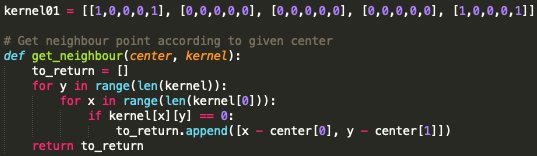 kernel01 = [[1,0,0,0,1], [0,0,0,0,0], [0,0,0,0,0], [0,0,0,0,0], [1,0,0,0,1]]
# Get neighbour point according to given center
def get_neighbour(center, kernel):
    to_return = []
    for y in range(len(kernel)):
        for x in range(len(kernel[0])):
            if kernel[x][y] == 0:
                to_return.append([x - center[0], y - center[1]])
    return to_return